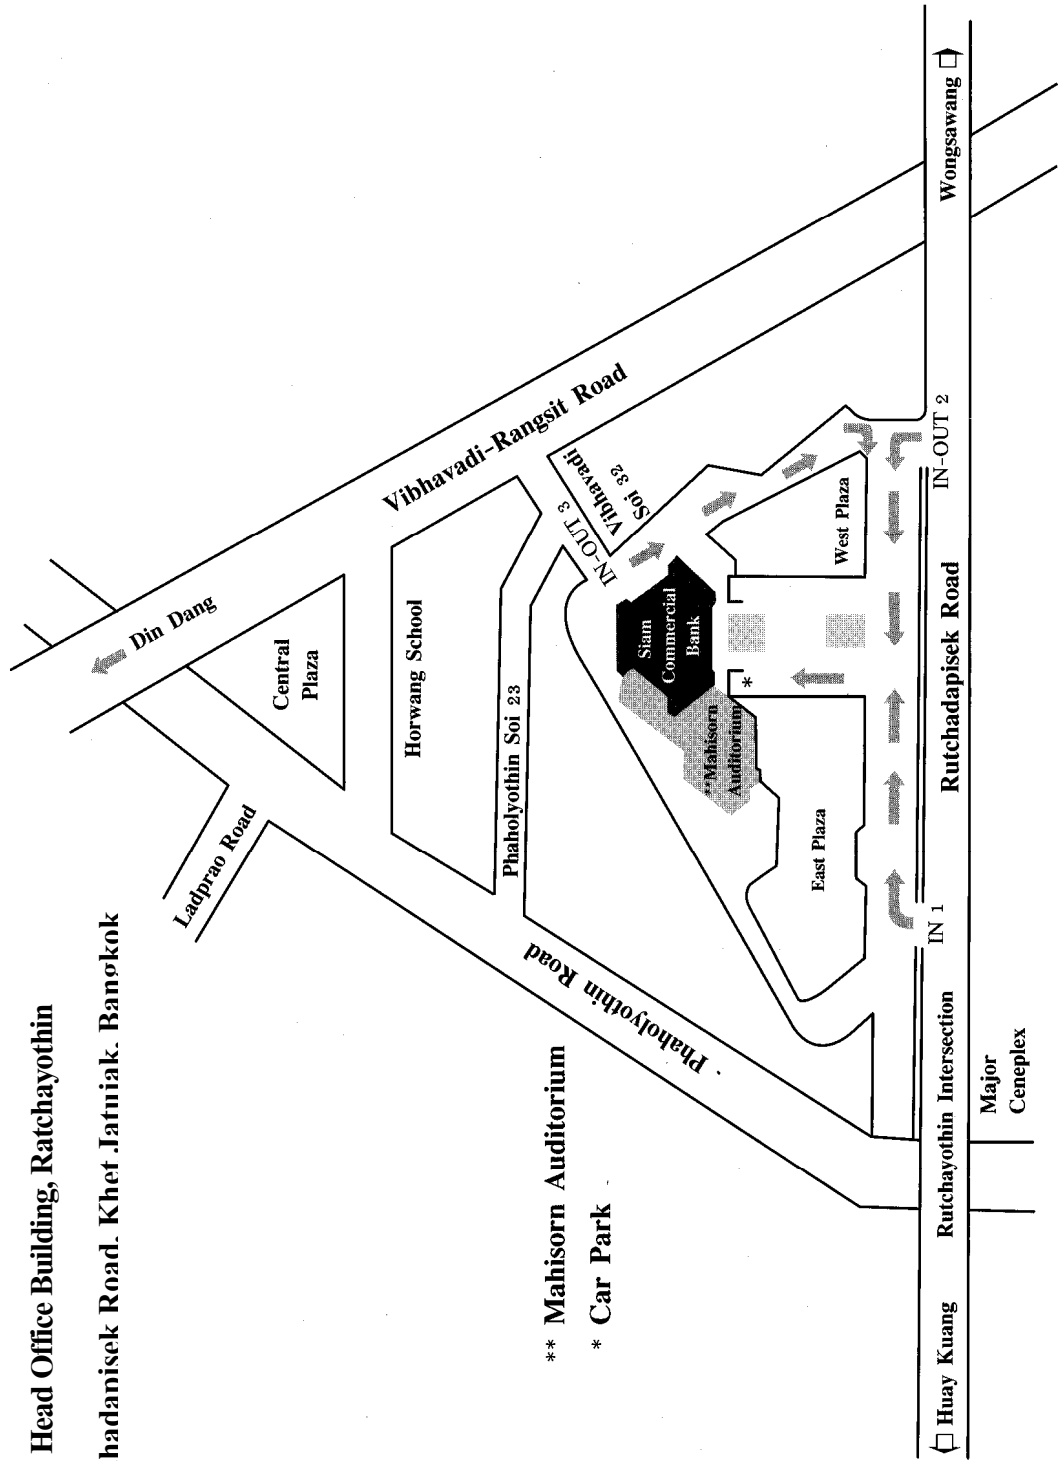 Head Office Building, Ratchayothin
hadapisek Road, Khet Jatujak, Bangkok
** Mahisorn Auditorium
* Car Park
Ladprao Road
Din Dang
Central
Plaza
Vibhavadi-Rangsit Road
Horwang School
Phaholyothin Soi 23
Phaholyothin Road
IN-OUT 3
Vibhavadi
Soi 32
Siam
Commercial
Bank
**Mahisorn
Auditorium
*
East Plaza
West Plaza
IN 1
IN-OUT 2
Huay Kuang
Rutchayothin Intersection
Rutchadapisek Road
Wongsawang
Major
Ceneplex